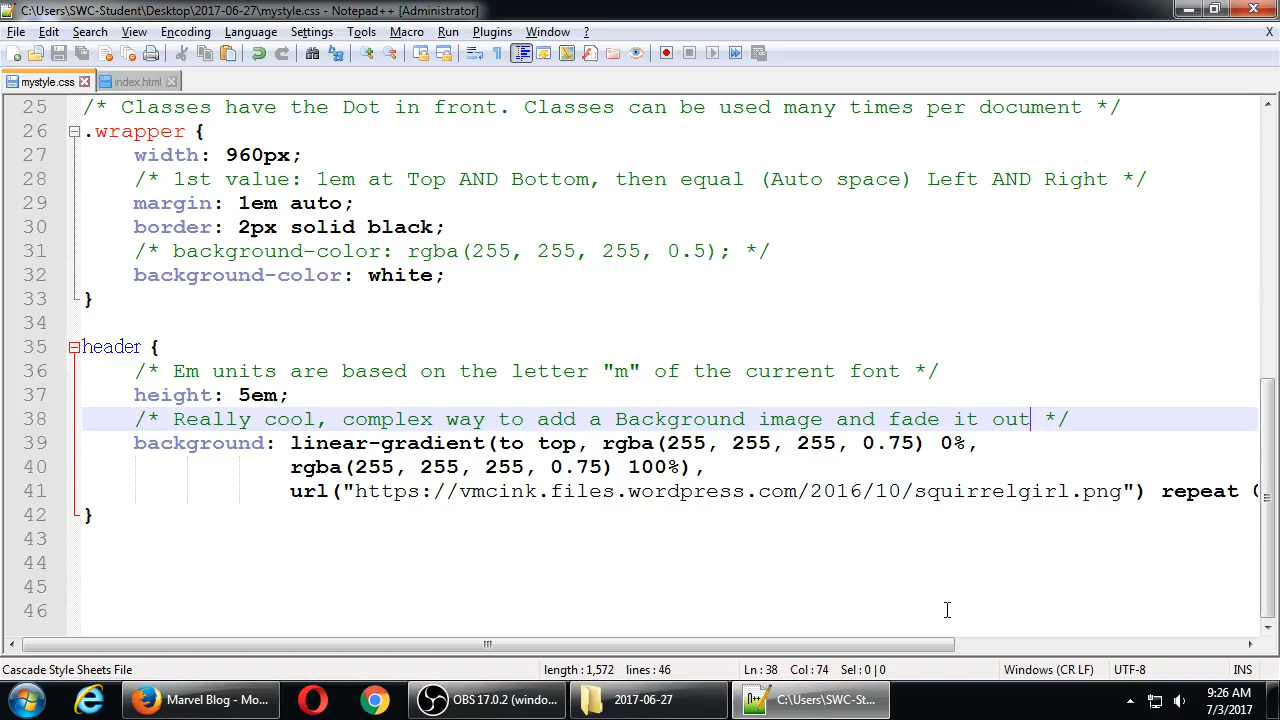 C:\Users\SWC-Student\Desktop\2017-06-27\mystyle.css - Notepad++ [Administrator]
File Edit Search View Encoding Language Settings Tools Macro Run Plugins Window ? X
mystyle.css index.html
25 /* Classes have the Dot in front. Classes can be used many times per document */
26 .wrapper {
27 width: 960px;
28 /* 1st value: 1em at Top AND Bottom, then equal (Auto space) Left AND Right */
29 margin: 1em auto;
30 border: 2px solid black;
31 /* background-color: rgba(255, 255, 255, 0.5); */
32 background-color: white;
33 }
34
35 header {
36 /* Em units are based on the letter "m" of the current font */
37 height: 5em;
38 /* Really cool, complex way to add a Background image and fade it out */
39 background: linear-gradient(to top, rgba(255, 255, 255, 0.75) 0%,
40 rgba(255, 255, 255, 0.75) 100%),
41 url("https://vmcink.files.wordpress.com/2016/10/squirrelgirl.png") repeat
42 }
43
44
45
46
Cascade Style Sheets File length : 1,572 lines : 46 Ln : 38 Col : 74 Sel : 0 | 0 Windows (CR LF) UTF-8 INS
Marvel Blog - Mo... OBS 17.0.2 (windo... 2017-06-27 C:\Users\SWC-St... 9:26 AM
7/3/2017